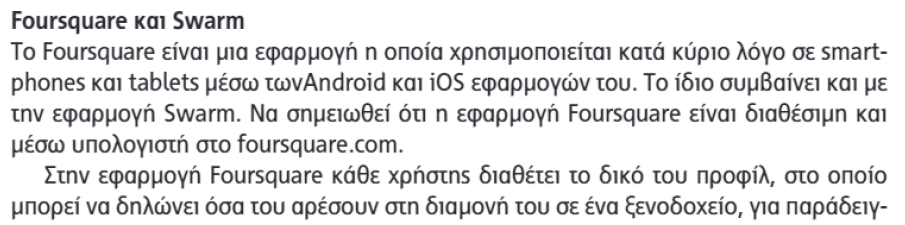 Foursquare και Swarm
Το Foursquare είναι μια εφαρμογή η οποία χρησιμοποιείται κατά κύριο λόγο σε smart-
phones και tablets μέσω τωνAndroid και iOS εφαρμογών του. Το ίδιο συμβαίνει και με
την εφαρμογή Swarm. Να σημειωθεί ότι η εφαρμογή Foursquare είναι διαθέσιμη και
μέσω υπολογιστή στο foursquare.com.
Στην εφαρμογή Foursquare κάθε χρήστης διαθέτει το δικό του προφίλ, στο οποίο
μπορεί να δηλώνει όσα του αρέσουν στη διαμονή του σε ένα ξενοδοχείο, για παράδειγ-